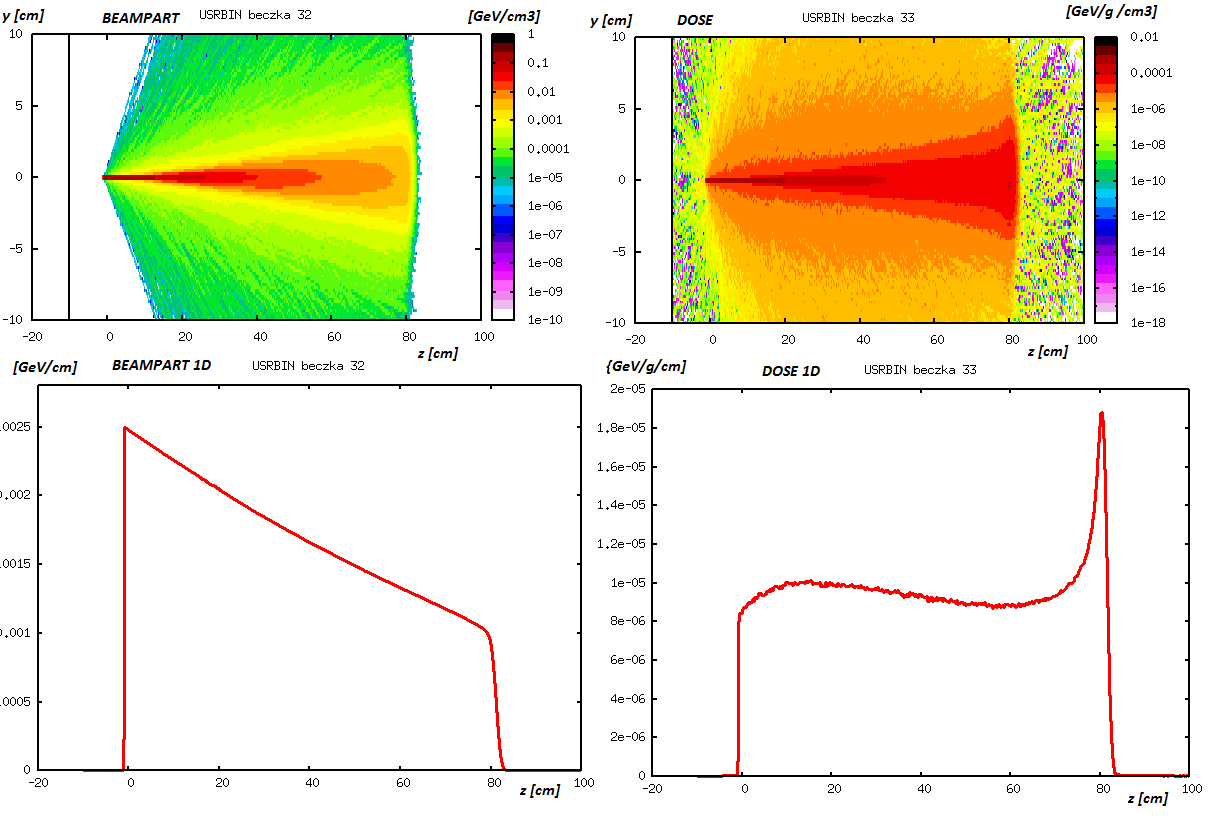 y [cm] BEAMPART USRBIN beczka 32 [GeV/cm3]
10
5
0
-5
-10
-20 0 20 40 60 80 100
z [cm]
1
0.1
0.01
0.001
0.0001
1e-05
1e-06
1e-07
1e-08
1e-09
1e-10
y [cm] DOSE USRBIN beczka 33 [GeV/g /cm3]
10
5
0
-5
-10
-20 0 20 40 60 80 100
z [cm]
0.01
0.0001
1e-06
1e-08
1e-10
1e-12
1e-14
1e-16
1e-18
[GeV/cm] BEAMPART 1D USRBIN beczka 32
.0025
.002
.0015
.001
.0005
0
-20 0 20 40 60 80 100
z [cm]
{GeV/g/cm] DOSE 1D USRBIN beczka 33
2e-05
1.8e-05
1.6e-05
1.4e-05
1.2e-05
1e-05
8e-06
6e-06
4e-06
2e-06
0
-20 0 20 40 60 80 100
z [cm]